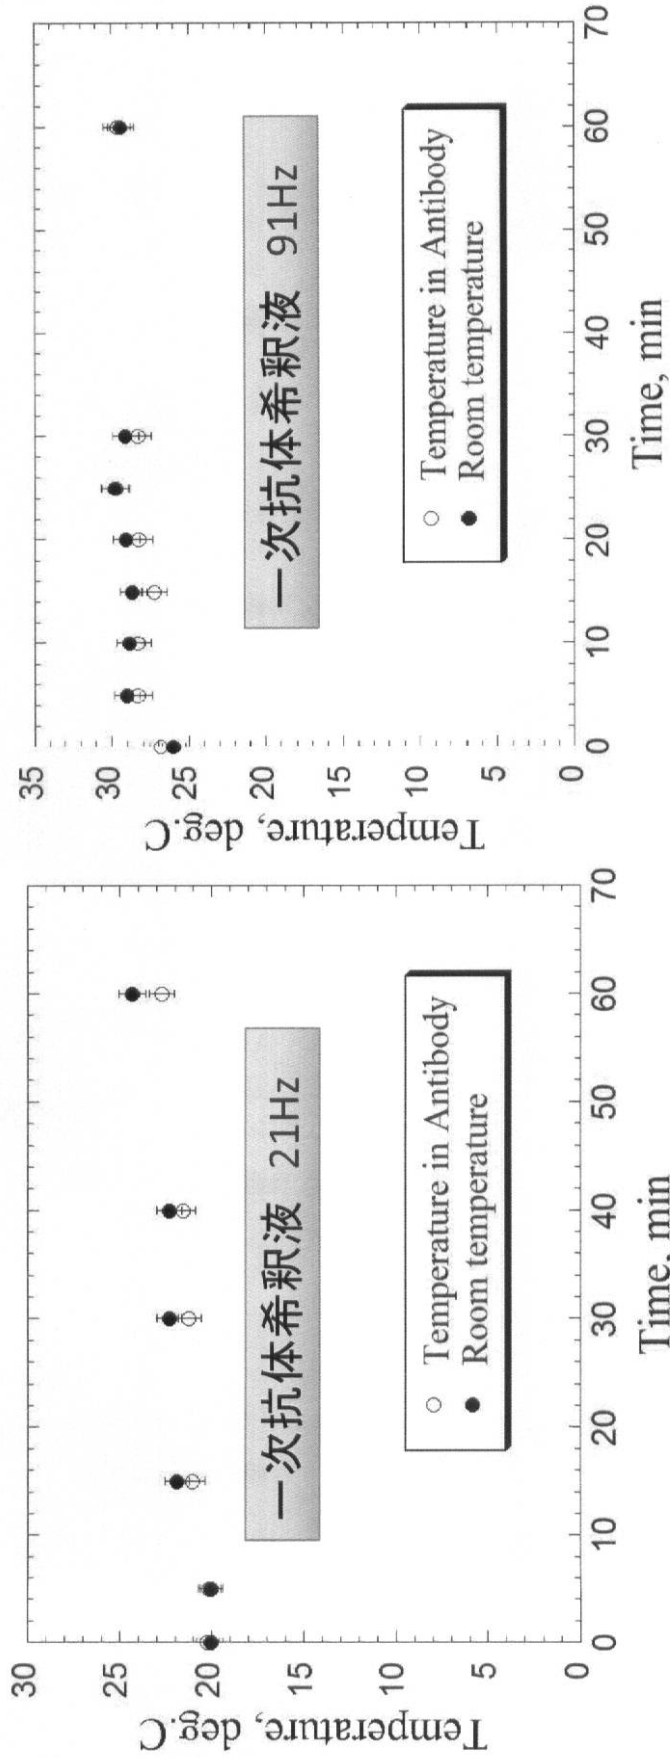 30
25
20
15
10
5
0
Temperature, deg.C
一次抗体希釈液 21Hz
Temperature in Antibody
Room temperature
0 10 20 30 40 50 60 70
Time, min
35
30
25
20
15
10
5
0
Temperature, deg.C
一次抗体希釈液 91Hz
Temperature in Antibody
Room temperature
0 10 20 30 40 50 60 70
Time, min